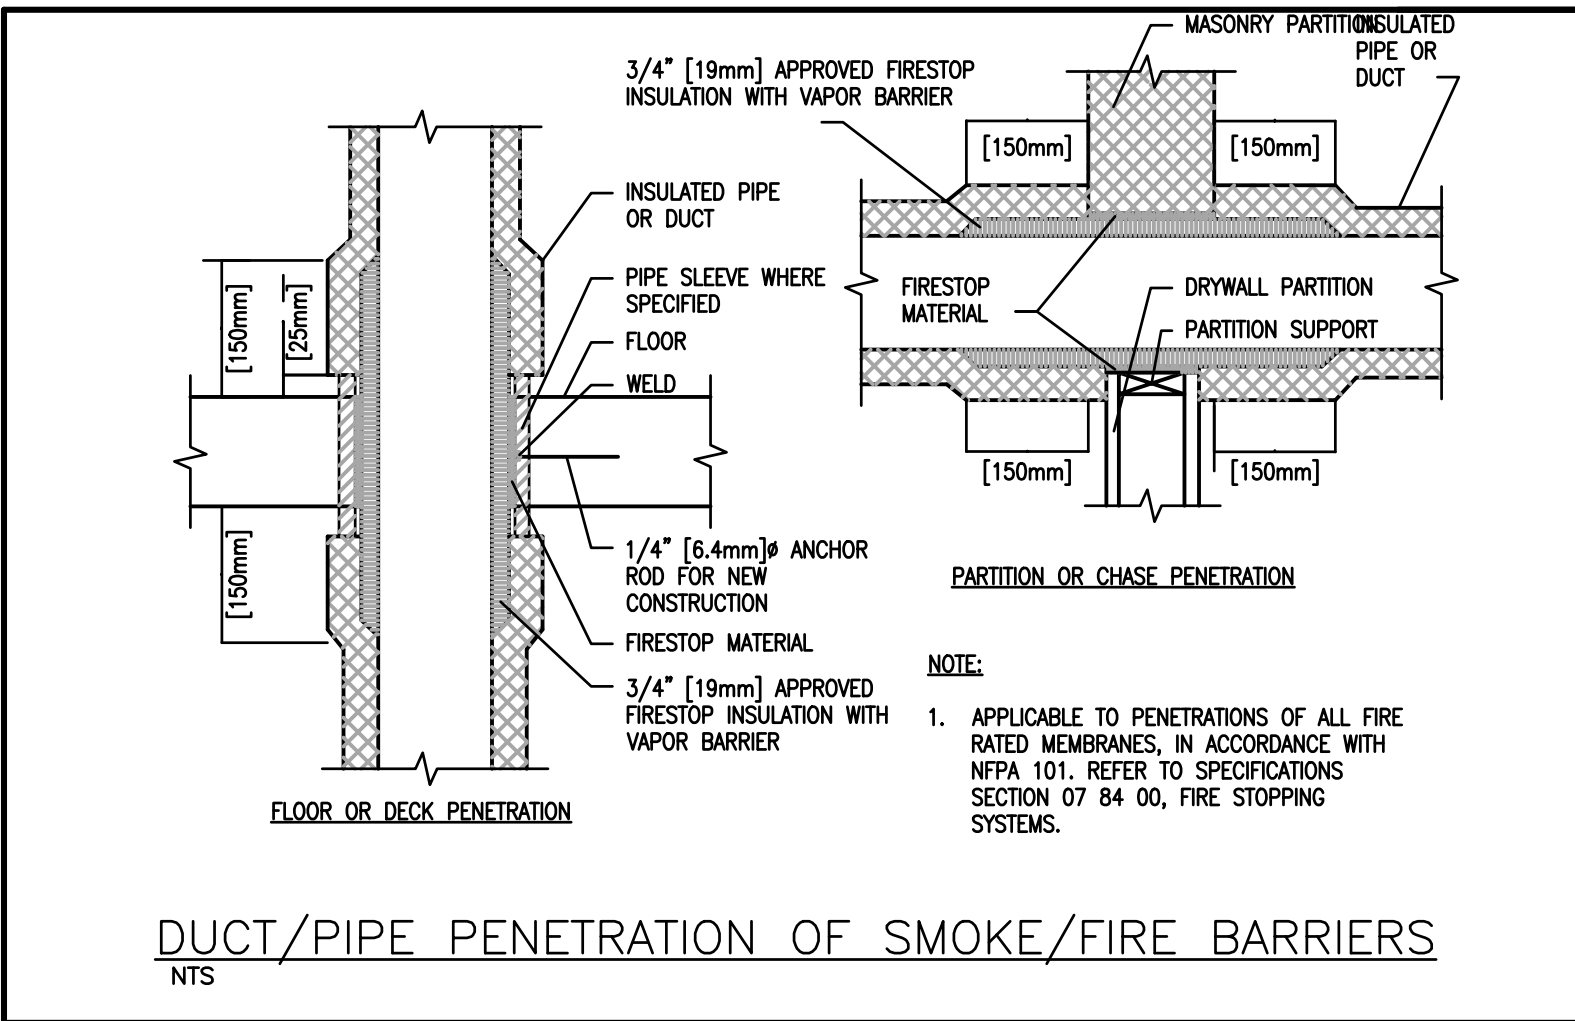 3/4" [19mm] APPROVED FIRESTOP
INSULATION WITH VAPOR BARRIER
INSULATED PIPE
OR DUCT
PIPE SLEEVE WHERE
SPECIFIED
FLOOR
WELD
[150mm]
[25mm]
[150mm]
1/4" [6.4mm]ø ANCHOR
ROD FOR NEW
CONSTRUCTION
FIRESTOP MATERIAL
3/4" [19mm] APPROVED
FIRESTOP INSULATION WITH
VAPOR BARRIER
FLOOR OR DECK PENETRATION
MASONRY PARTITION
INSULATED
PIPE OR
DUCT
[150mm]
[150mm]
FIRESTOP
MATERIAL
DRYWALL PARTITION
PARTITION SUPPORT
[150mm]
[150mm]
PARTITION OR CHASE PENETRATION
NOTE:
1. APPLICABLE TO PENETRATIONS OF ALL FIRE
RATED MEMBRANES, IN ACCORDANCE WITH
NFPA 101. REFER TO SPECIFICATIONS
SECTION 07 84 00, FIRE STOPPING
SYSTEMS.
DUCT/PIPE PENETRATION OF SMOKE/FIRE BARRIERS
NTS